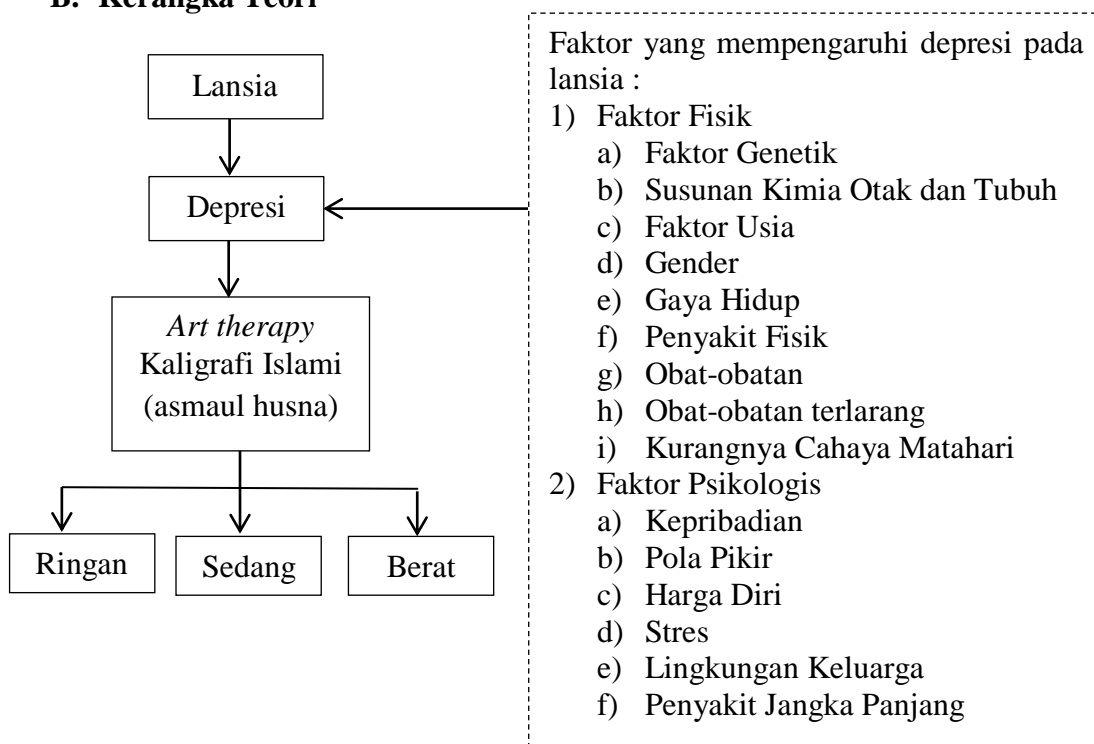 B. Kerangka Teori
Lansia
Depresi
Art therapy
Kaligrafi Islami
(asmaul husna)
Ringan
Sedang
Berat
Faktor yang mempengaruhi depresi pada
lansia :
1) Faktor Fisik
a) Faktor Genetik
b) Susunan Kimia Otak dan Tubuh
c) Faktor Usia
d) Gender
e) Gaya Hidup
f) Penyakit Fisik
g) Obat-obatan
h) Obat-obatan terlarang
i) Kurangnya Cahaya Matahari
2) Faktor Psikologis
a) Kepribadian
b) Pola Pikir
c) Harga Diri
d) Stres
e) Lingkungan Keluarga
f) Penyakit Jangka Panjang